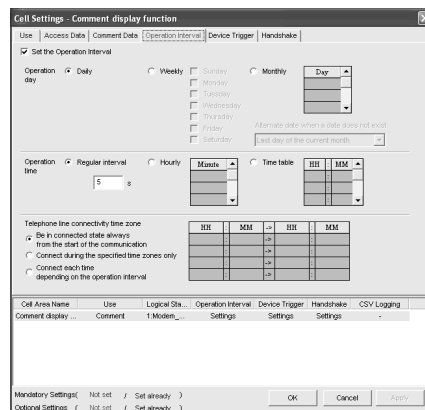 Cell Settings - Comment display function
Use Access Data Comment Data Operation Interval Device Trigger Handshake
Set the Operation Interval
Operation day
Daily
Weekly
Sunday
Monday
Tuesday
Wednesday
Thursday
Friday
Saturday
Monthly
Day
Alternate date when a date does not exist
Last day of the current month
Operation time
Regular interval
5 s
Hourly
Minute
Time table
HH : MM
:
:
:
Telephone line connectivity time zone
Be in connected state always
from the start of the communication
Connect during the specified time zones only
Connect each time
depending on the operation interval
HH : MM -> HH : MM
: -> :
: -> :
: -> :
: -> :
Cell Area Name Use Logical Sta... Operation Interval Device Trigger Handshake CSV Logging
Comment display ... Comment 1:Modem_... Settings Settings Settings -
Mandatory Settings( Not set / Set already )
Optional Settings ( Not set / Set already )
OK Cancel Apply